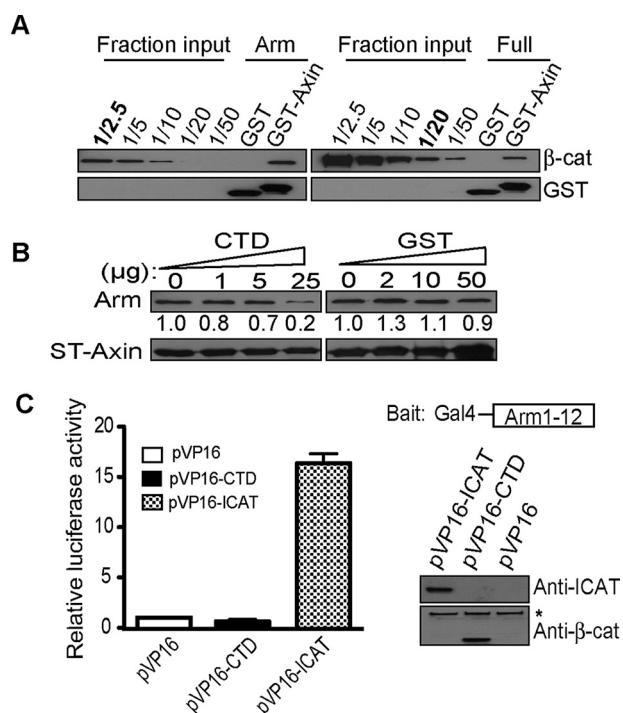 A
Fraction input Arm Fraction input Full
1/2.5 1/5 1/10 1/20 1/50 GST GST-Axin 1/2.5 1/5 1/10 1/20 1/50 GST GST-Axin
β-cat
GST
B
CTD GST
(μg): 0 1 5 25 0 2 10 50
Arm
1.0 0.8 0.7 0.2 1.0 1.3 1.1 0.9
ST-Axin
C
Relative luciferase activity
20
15
10
5
0
pVP16
pVP16-CTD
pVP16-ICAT
pVP16 pVP16-CTD pVP16-ICAT
Bait: Gal4 Arm1-12
pVP16-ICAT pVP16-CTD pVP16
Anti-ICAT
*
Anti-β-cat